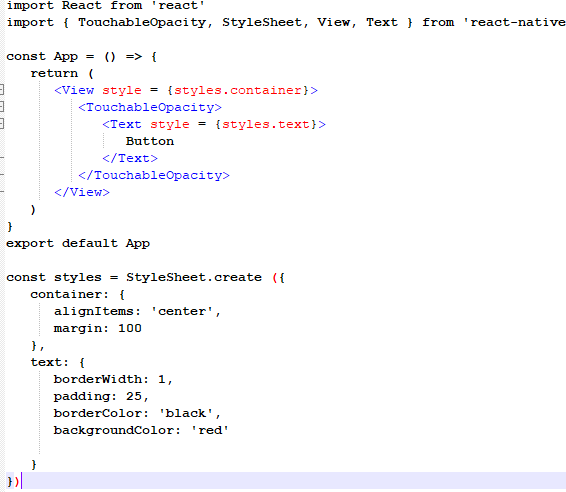 import React from 'react'
import { TouchableOpacity, StyleSheet, View, Text } from 'react-native
const App = () => {
return (
<View style = {styles.container}>
<TouchableOpacity>
<Text style = {styles.text}>
Button
</Text>
</TouchableOpacity>
</View>
)
}
export default App
const styles = StyleSheet.create ({
container: {
alignItems: 'center',
margin: 100
},
text: {
borderWidth: 1,
padding: 25,
borderColor: 'black',
backgroundColor: 'red'
}
})